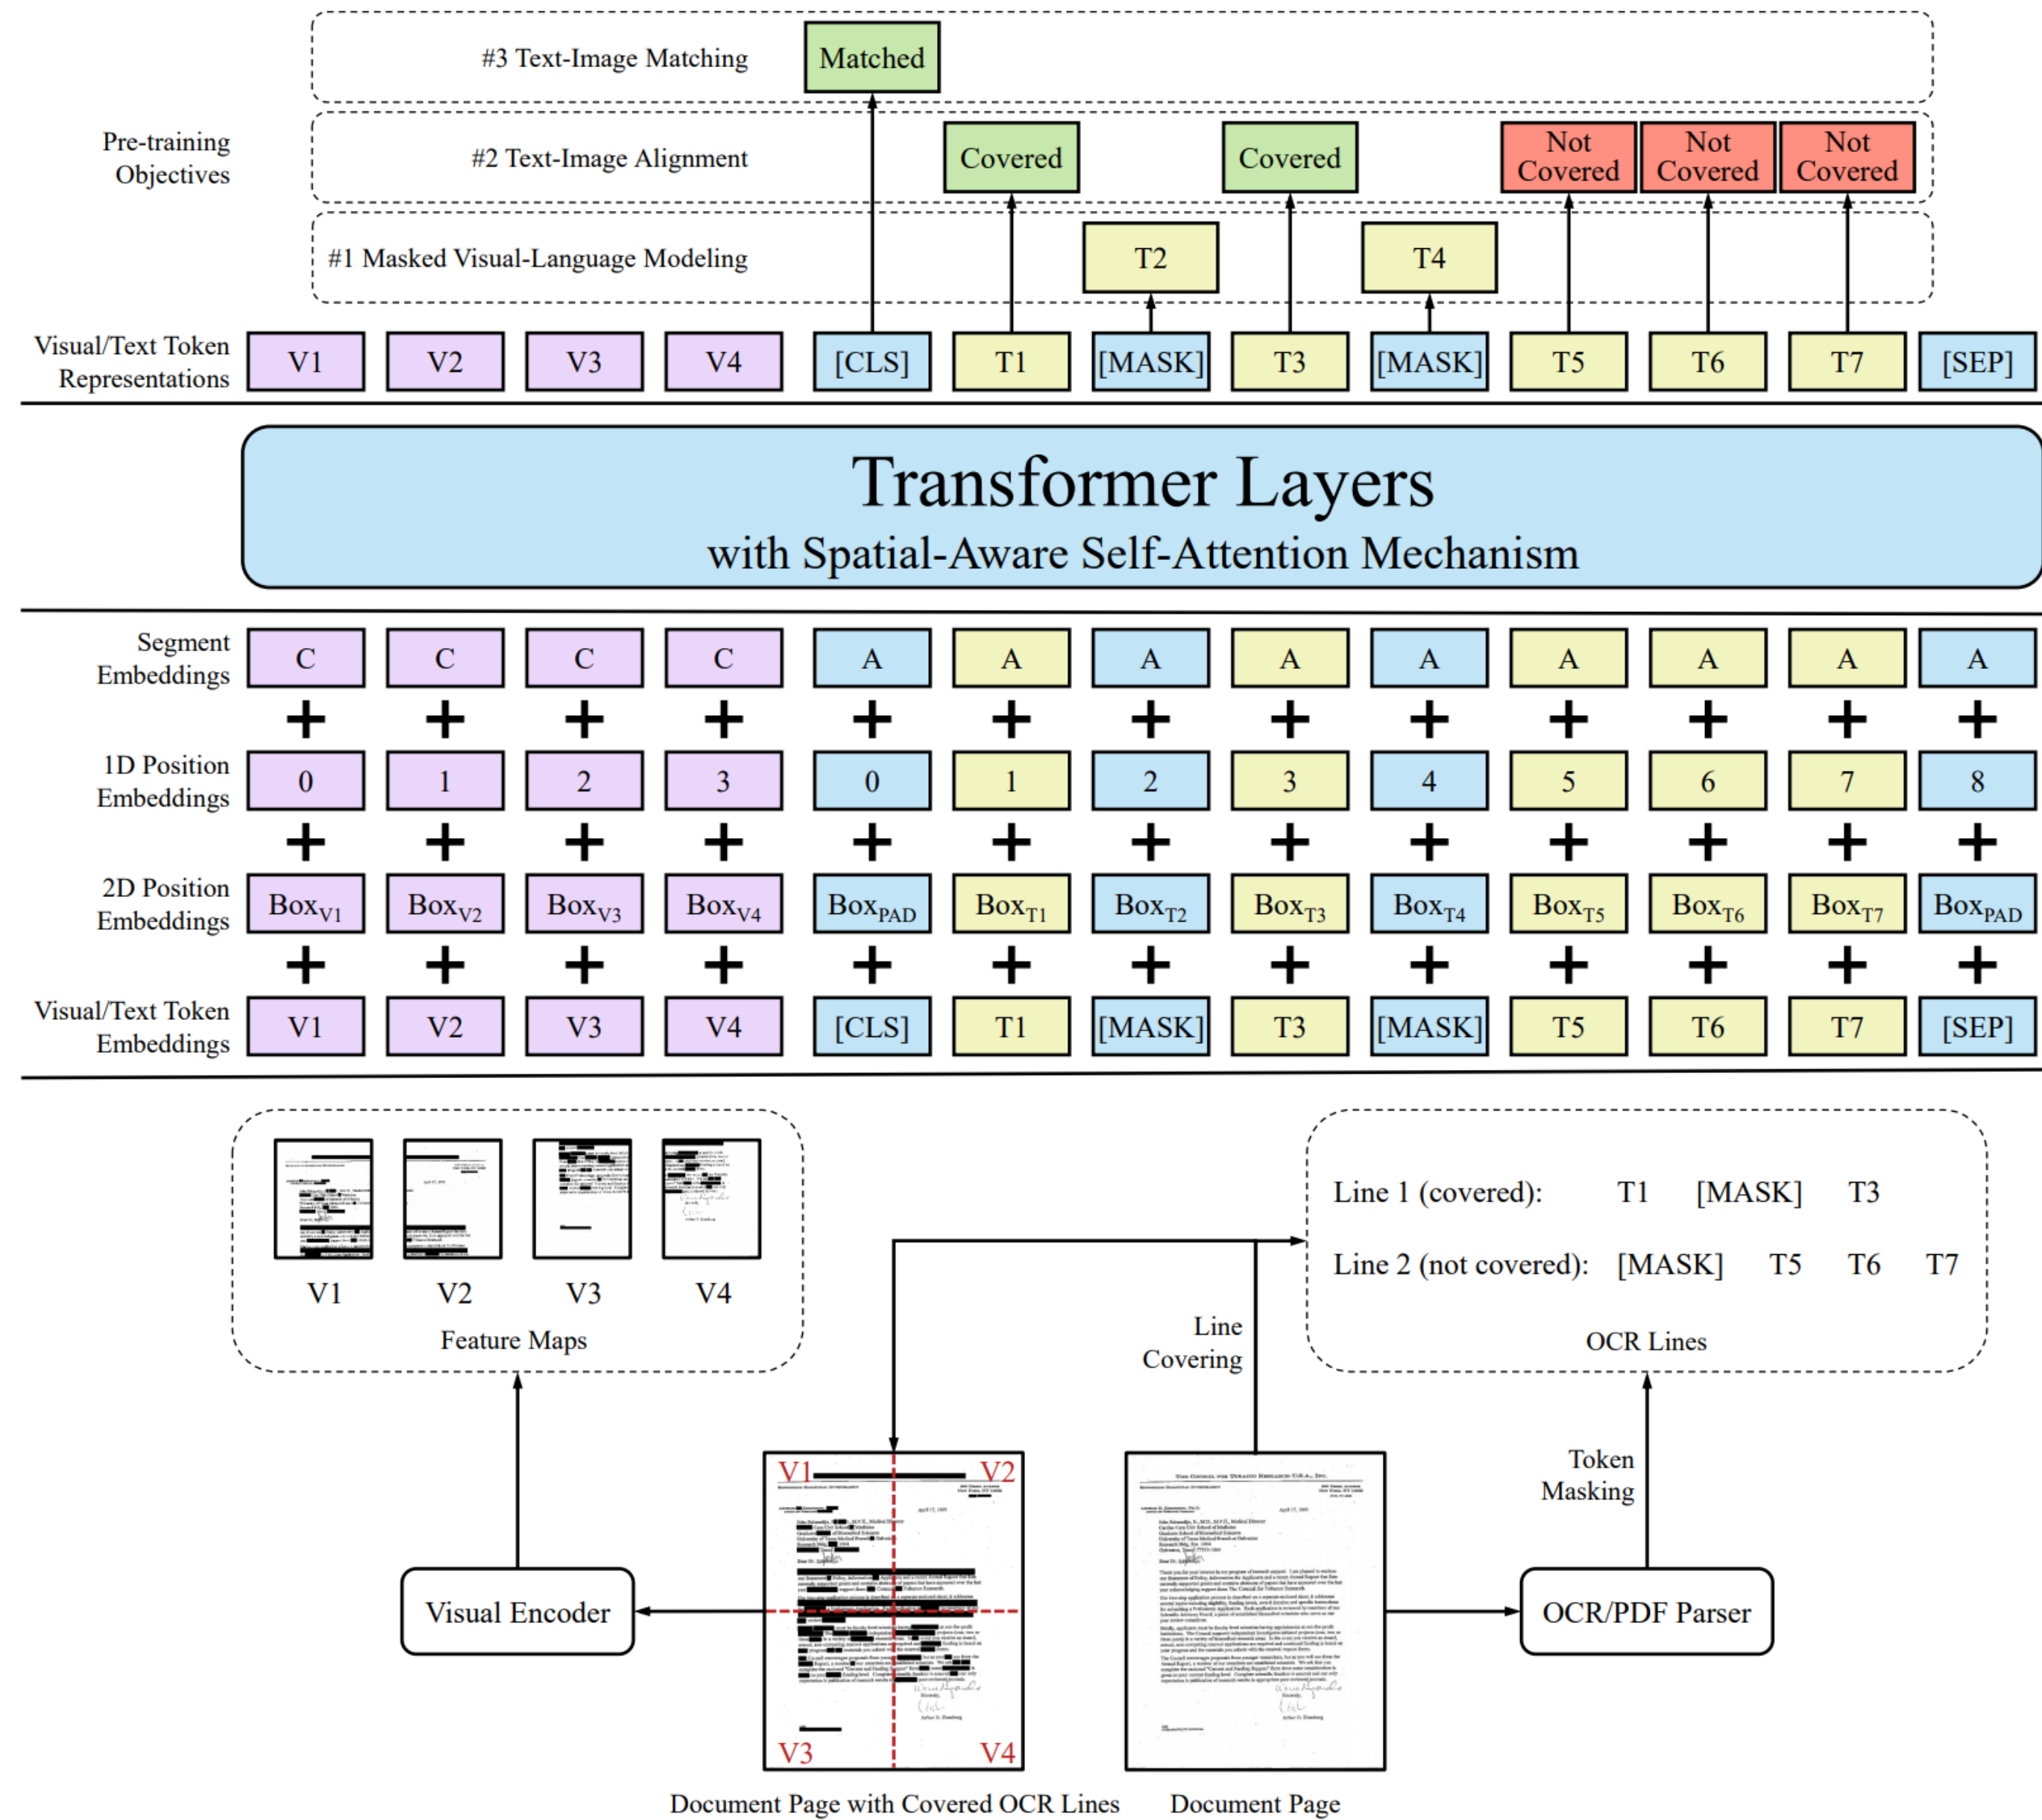 #3 Text-Image Matching Matched
Pre-training Objectives
#2 Text-Image Alignment Covered Covered Not Covered Not Covered Not Covered
#1 Masked Visual-Language Modeling T2 T4
Visual/Text Token Representations V1 V2 V3 V4 [CLS] T1 [MASK] T3 [MASK] T5 T6 T7 [SEP]
Transformer Layers
with Spatial-Aware Self-Attention Mechanism
Segment Embeddings C C C C A A A A A A A A A
+ + + + + + + + + + + + +
1D Position Embeddings 0 1 2 3 0 1 2 3 4 5 6 7 8
+ + + + + + + + + + + + +
2D Position Embeddings BoxV1 BoxV2 BoxV3 BoxV4 BoxPAD BoxT1 BoxT2 BoxT3 BoxT4 BoxT5 BoxT6 BoxT7 BoxPAD
+ + + + + + + + + + + + +
Visual/Text Token Embeddings V1 V2 V3 V4 [CLS] T1 [MASK] T3 [MASK] T5 T6 T7 [SEP]
V1 V2 V3 V4
Feature Maps
Line 1 (covered): T1 [MASK] T3
Line 2 (not covered): [MASK] T5 T6 T7
OCR Lines
Line Covering
Token Masking
Visual Encoder
V1 V2
V3 V4
April 17, 1995
OCR/PDF Parser
Document Page with Covered OCR Lines
Document Page